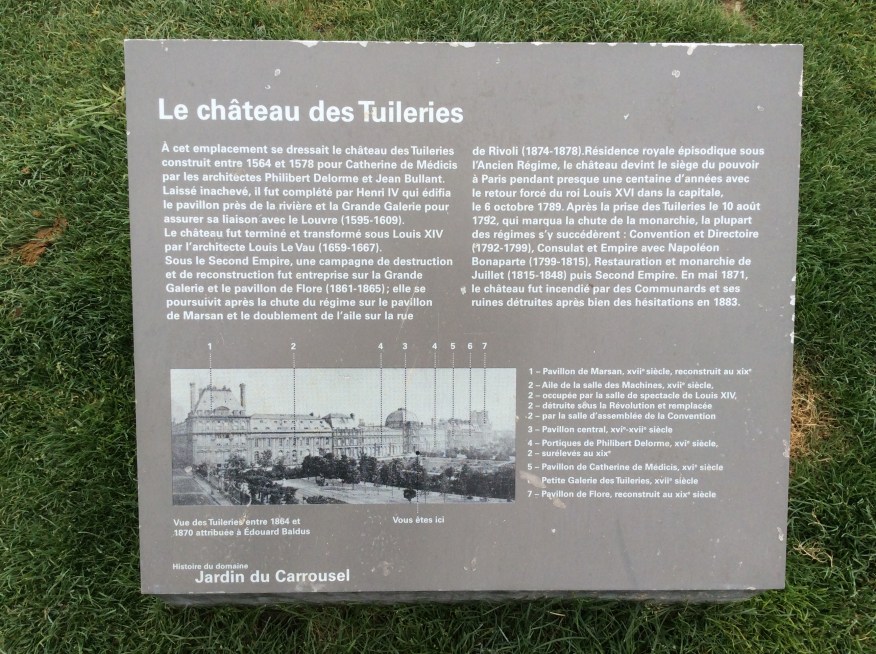 Le château des Tuileries
À cet emplacement se dressait le château des Tuileries
construit entre 1564 et 1578 pour Catherine de Médicis
par les architectes Philibert Delorme et Jean Bullant.
Laissé inachevé, il fut complété par Henri IV qui édifia
le pavillon près de la rivière et la Grande Galerie pour
assurer sa liaison avec le Louvre (1595-1609).
Le château fut terminé et transformé sous Louis XIV
par l'architecte Louis Le Vau (1659-1667).
Sous le Second Empire, une campagne de destruction
et de reconstruction fut entreprise sur la Grande
Galerie et le pavillon de Flore (1861-1865) ; elle se
poursuivit après la chute du régime sur le pavillon
de Marsan et le doublement de l'aile sur la rue
de Rivoli (1874-1878).Résidence royale épisodique sous
l'Ancien Régime, le château devint le siège du pouvoir
à Paris pendant presque une centaine d'années avec
le retour forcé du roi Louis XVI dans la capitale,
le 6 octobre 1789. Après la prise des Tuileries le 10 août
1792, qui marqua la chute de la monarchie, la plupart
des régimes s'y succédèrent : Convention et Directoire
(1792-1799), Consulat et Empire avec Napoléon
Bonaparte (1799-1815), Restauration et monarchie de
Juillet (1815-1848) puis Second Empire. En mai 1871,
le château fut incendié par des Communards et ses
ruines détruites après bien des hésitations en 1883.
1 2 4 3 4 5 6 7
Vous êtes ici
Vue des Tuileries entre 1864 et
1870 attribuée à Édouard Baldus
1 – Pavillon de Marsan, xviie siècle, reconstruit au xixe
2 – Aile de la salle des Machines, xviie siècle,
2 – occupée par la salle de spectacle de Louis XIV,
2 – détruite sous la Révolution et remplacée
2 – par la salle d'assemblée de la Convention
3 – Pavillon central, xvie-xviie siècle
4 – Portiques de Philibert Delorme, xvie siècle,
2 – surélevés au xixe
5 – Pavillon de Catherine de Médicis, xvie siècle
Petite Galerie des Tuileries, xviie siècle
7 – Pavillon de Flore, reconstruit au xixe siècle
Histoire du domaine
Jardin du Carrousel